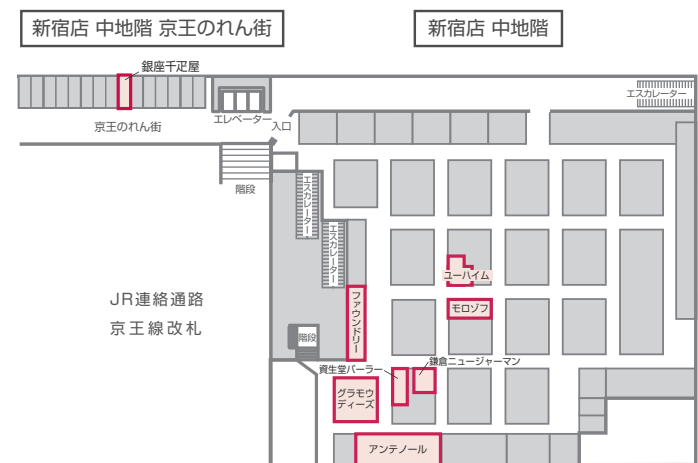 新宿店 中地階 京王のれん街
新宿店 中地階
銀座千疋屋
エスカレーター
京王のれん街
エレベーター
入口
階段
エスカレーター
エスカレーター
ユーハイム
JR連絡通路
京王線改札
ファウンドリー
モロゾフ
階段
鎌倉ニュージャーマン
資生堂パーラー
グラモウ
ディーズ
アンテノール